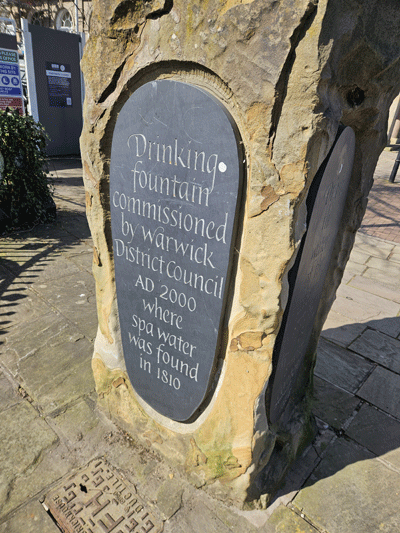 Drinking
fountain
commissioned
by Warwick
District Council
AD 2000
where
spa water
was found
in 1810